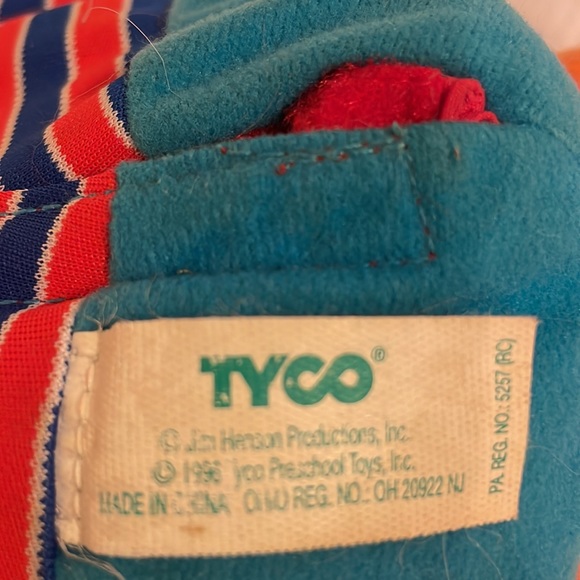 TYCO®
© Jim Henson Productions, Inc.
© 1996 Tyco Preschool Toys, Inc.
MADE IN CHINA OHIO REG. NO.: OH 20922 NJ
PA. REG. NO.: 5257 (RC)